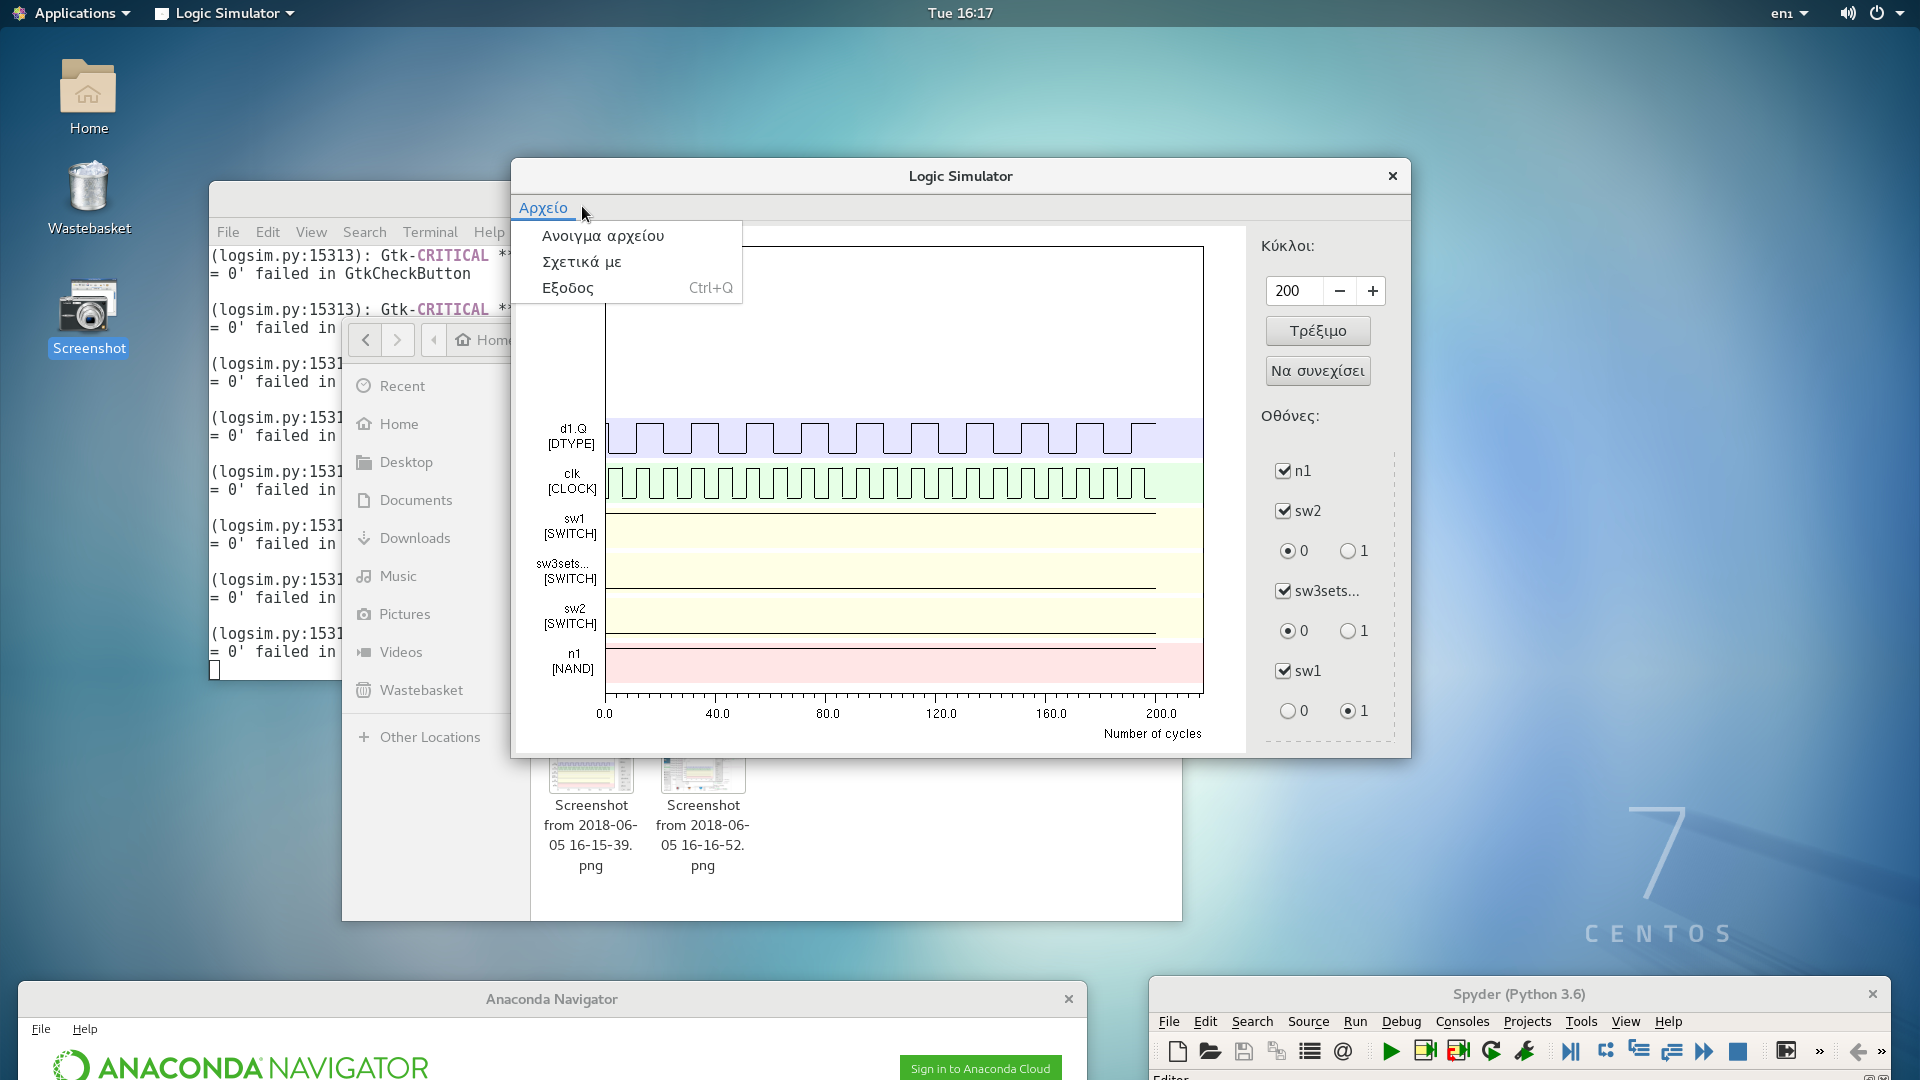 Applications
Logic Simulator
Tue 16:17
en₁
Home
Wastebasket
Screenshot
File Edit View Search Terminal Help
(logsim.py:15313): Gtk-CRITICAL **
= 0' failed in GtkCheckButton
(logsim.py:15313): Gtk-CRITICAL **
= 0' failed in
(logsim.py:1531
= 0' failed in
(logsim.py:1531
= 0' failed in
(logsim.py:1531
= 0' failed in
(logsim.py:1531
= 0' failed in
(logsim.py:1531
= 0' failed in
(logsim.py:1531
= 0' failed in
Home
Recent
Home
Desktop
Documents
Downloads
Music
Pictures
Videos
Wastebasket
Other Locations
Screenshot
from 2018-06-
05 16-15-39.
png
Screenshot
from 2018-06-
05 16-16-52.
png
Logic Simulator
Αρχείο
Ανοιγμα αρχείου
Σχετικά με
Εξοδος Ctrl+Q
d1.Q
[DTYPE]
clk
[CLOCK]
sw1
[SWITCH]
sw3sets...
[SWITCH]
sw2
[SWITCH]
n1
[NAND]
0.0 40.0 80.0 120.0 160.0 200.0
Number of cycles
Κύκλοι:
200
Τρέξιμο
Να συνεχίσει
Οθόνες:
n1
sw2
0 1
sw3sets...
0 1
sw1
0 1
7
CENTOS
Anaconda Navigator
File Help
ANACONDA NAVIGATOR
Sign in to Anaconda Cloud
Spyder (Python 3.6)
File Edit Search Source Run Debug Consoles Projects Tools View Help
Editor